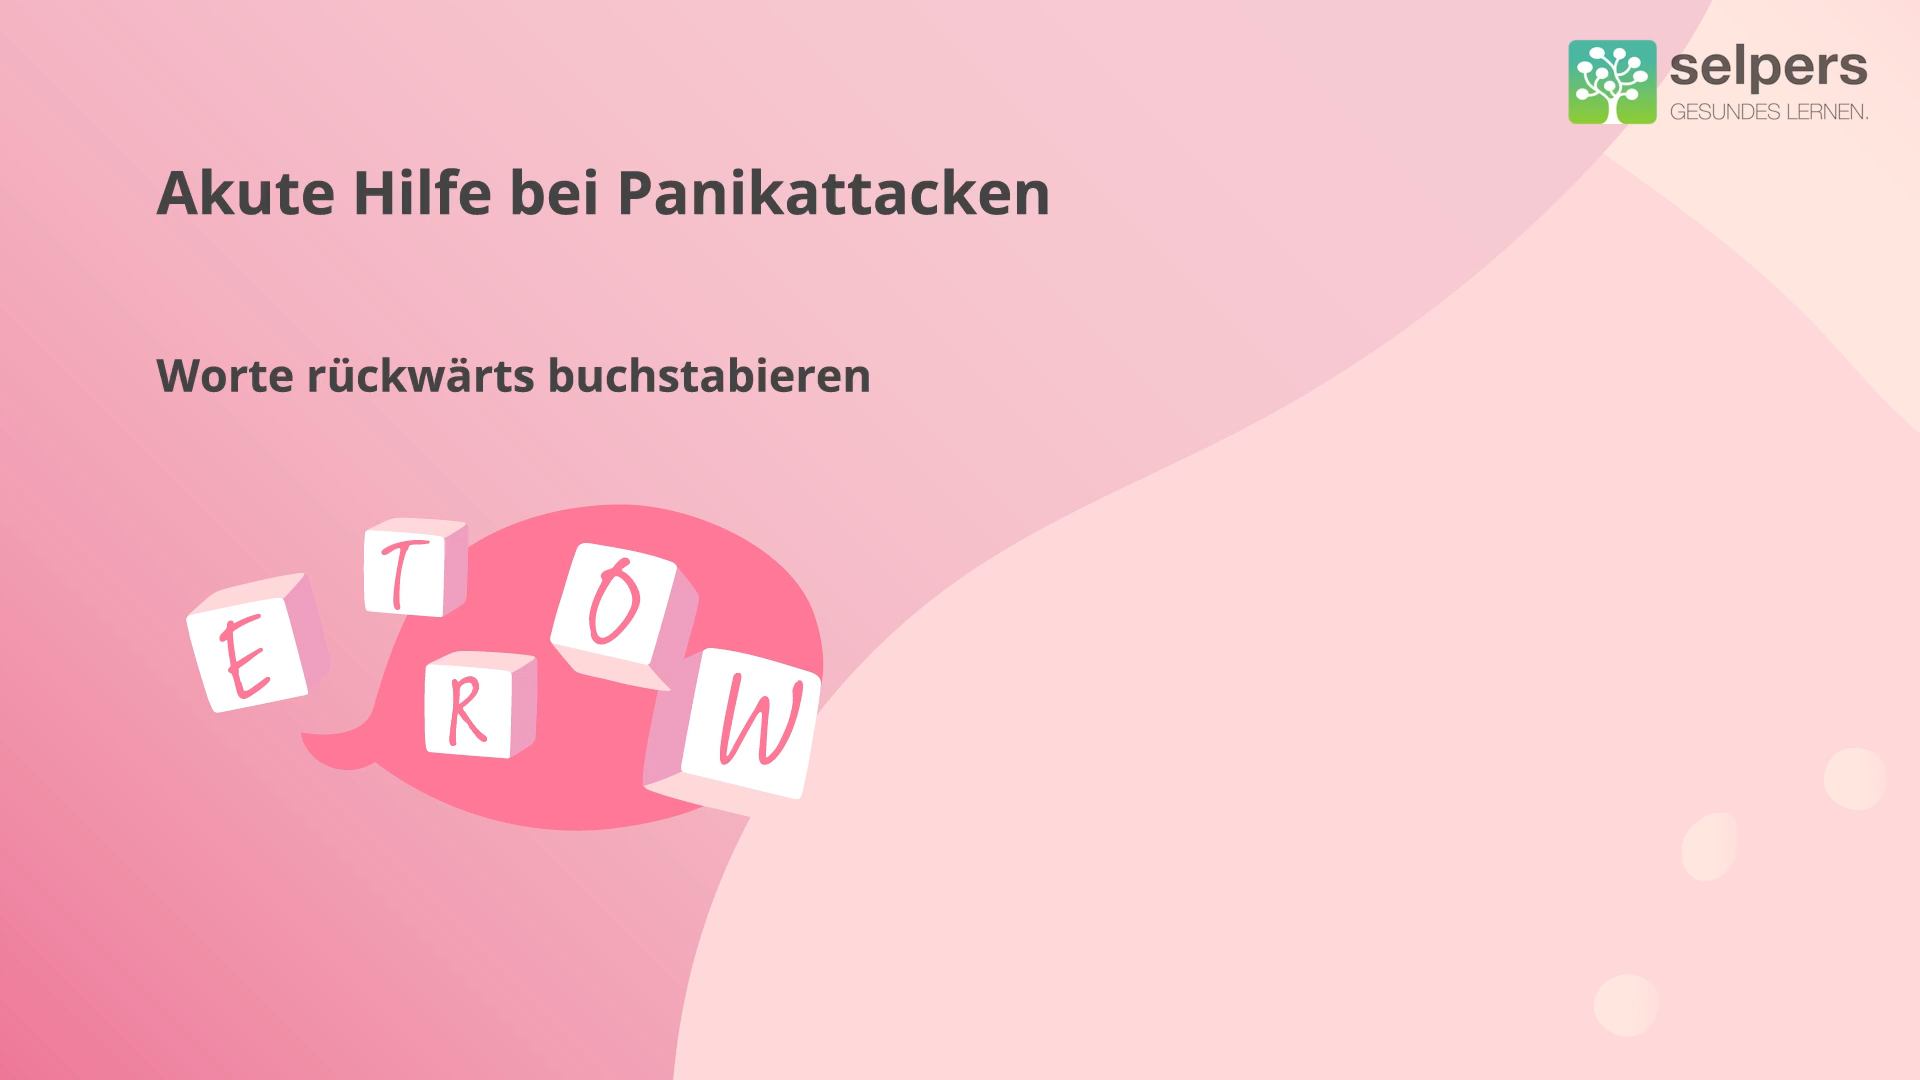 selpers
GESUNDES LERNEN.
Akute Hilfe bei Panikattacken
Worte rückwärts buchstabieren
E T R O W